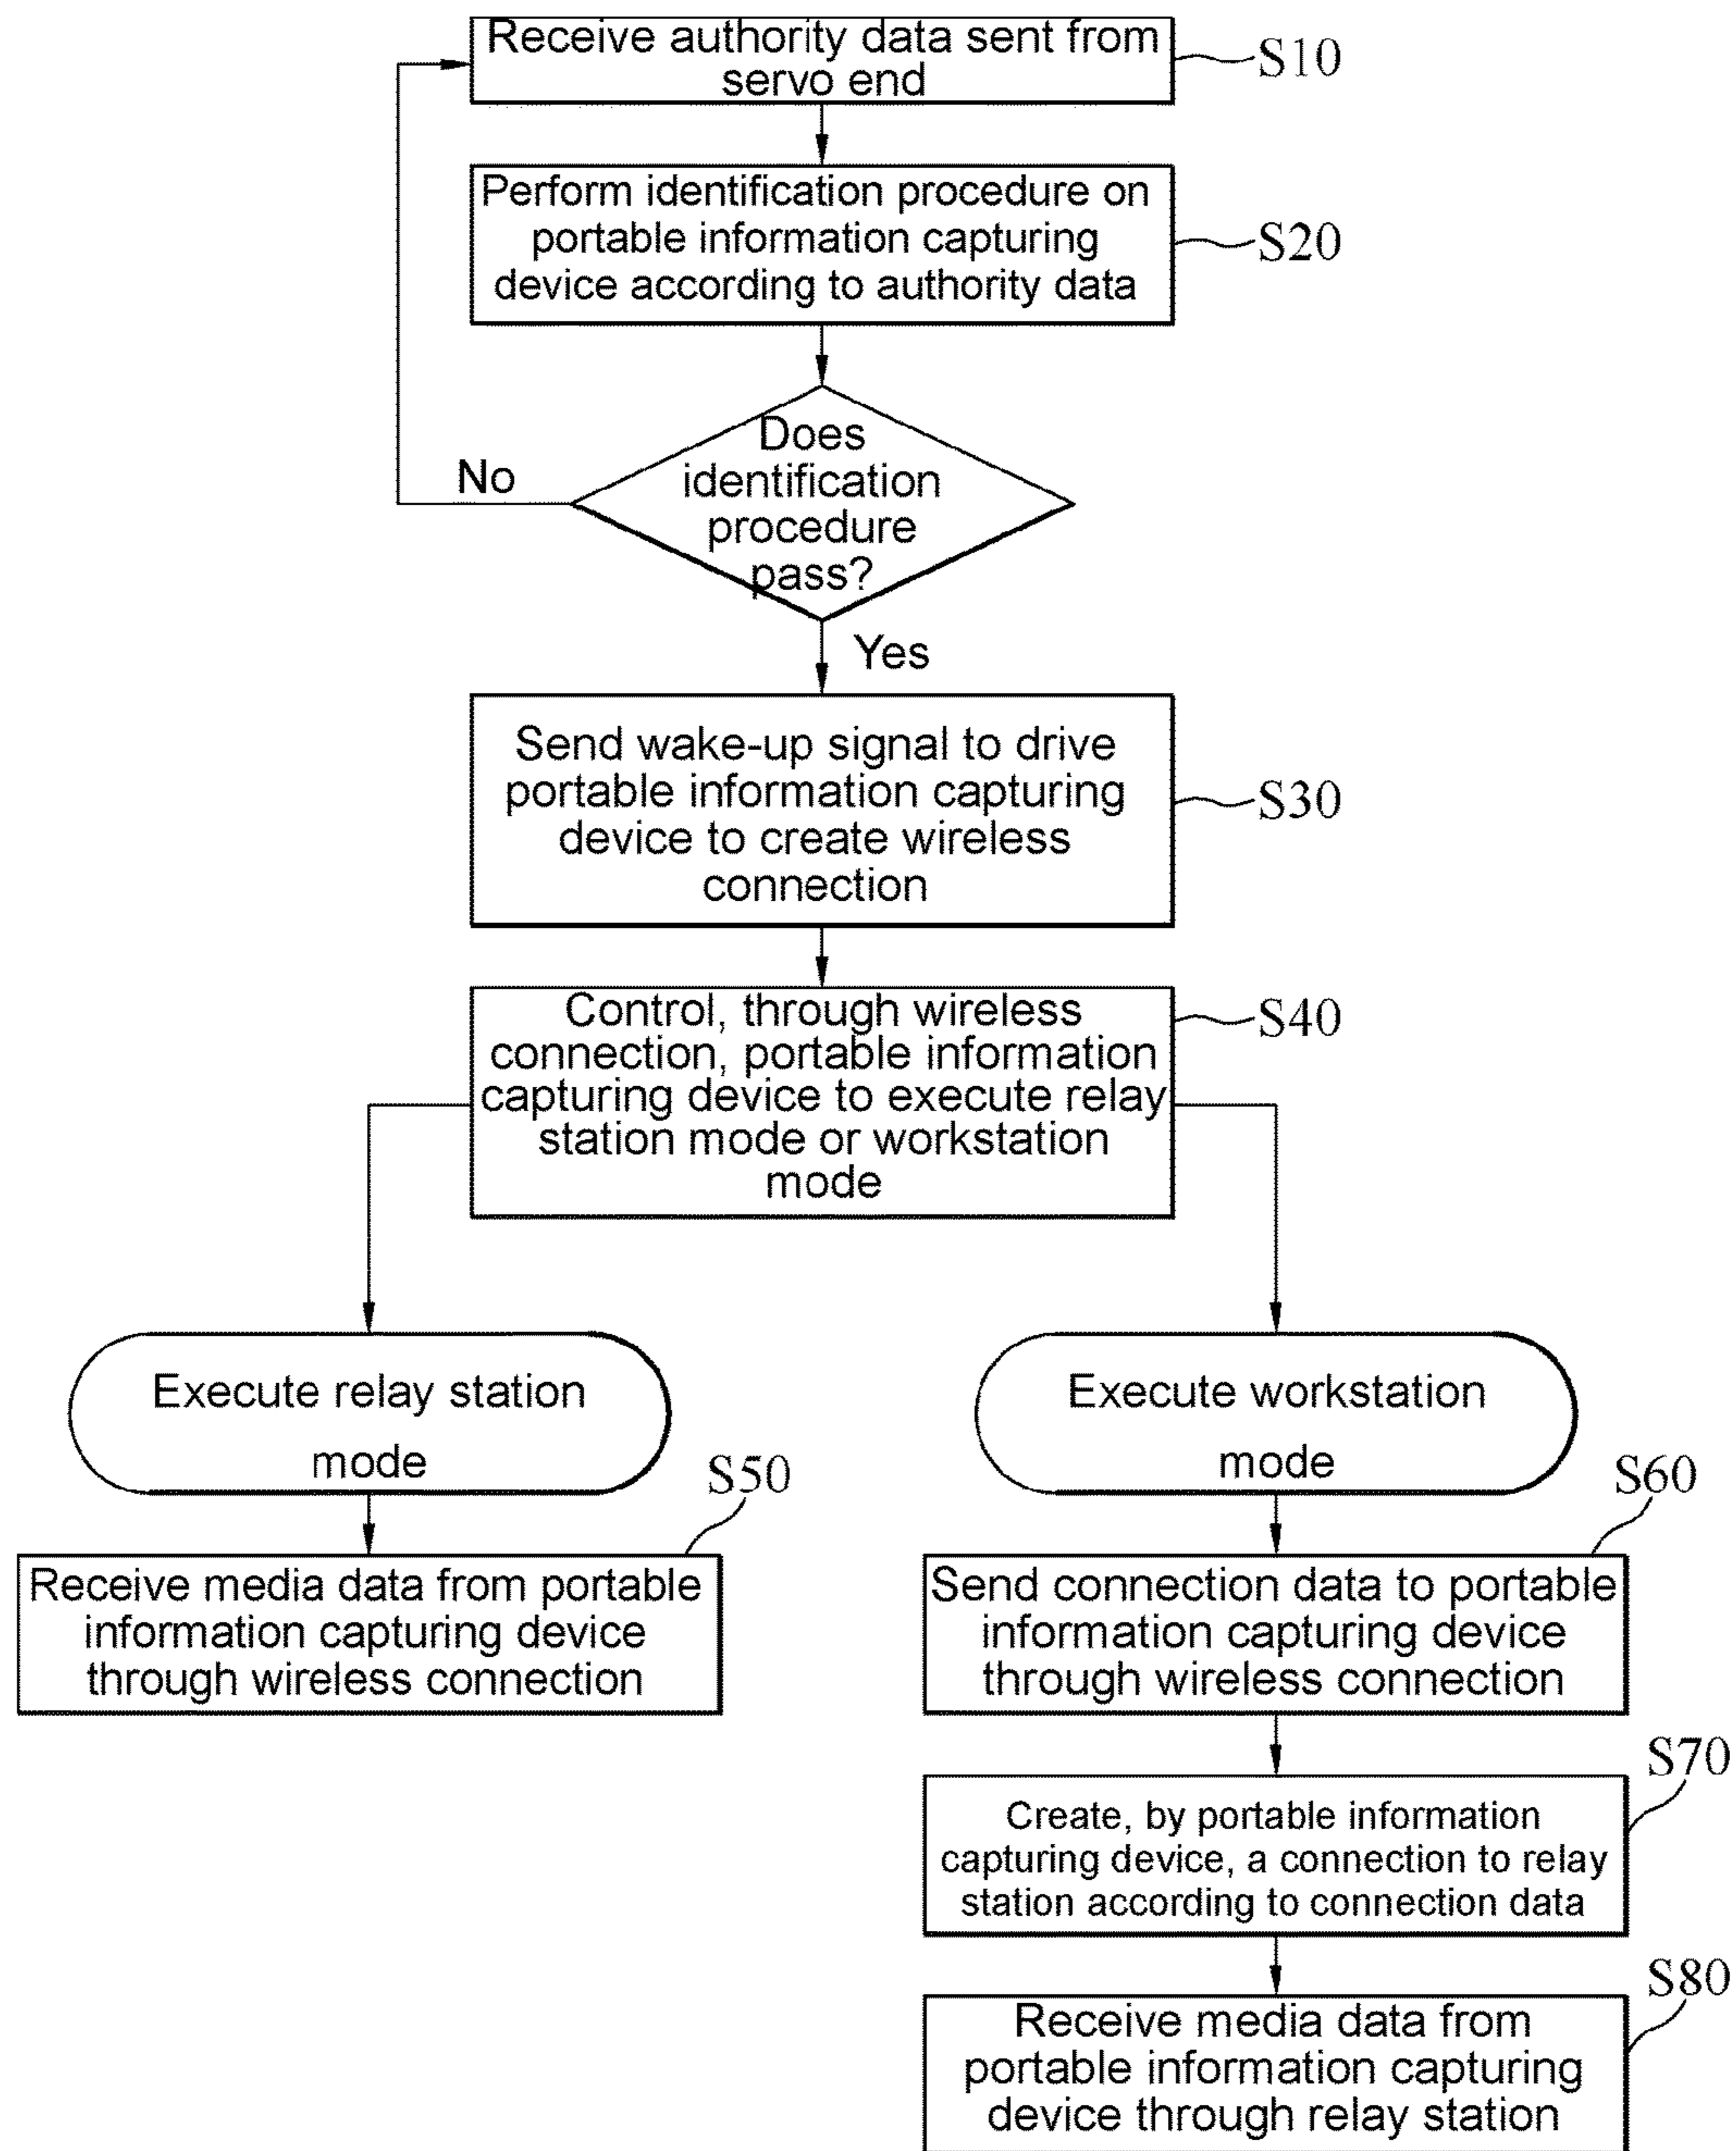 Receive authority data sent from
servo end
S10
Perform identification procedure on
portable information capturing
device according to authority data
S20
Does
identification
procedure
pass?
No
Yes
Send wake-up signal to drive
portable information capturing
device to create wireless
connection
S30
Control, through wireless
connection, portable information
capturing device to execute relay
station mode or workstation
mode
S40
Execute relay station
mode
S50
Receive media data from portable
information capturing device
through wireless connection
Execute workstation
mode
S60
Send connection data to portable
information capturing device
through wireless connection
S70
Create, by portable information
capturing device, a connection to relay
station according to connection data
S80
Receive media data from
portable information capturing
device through relay station